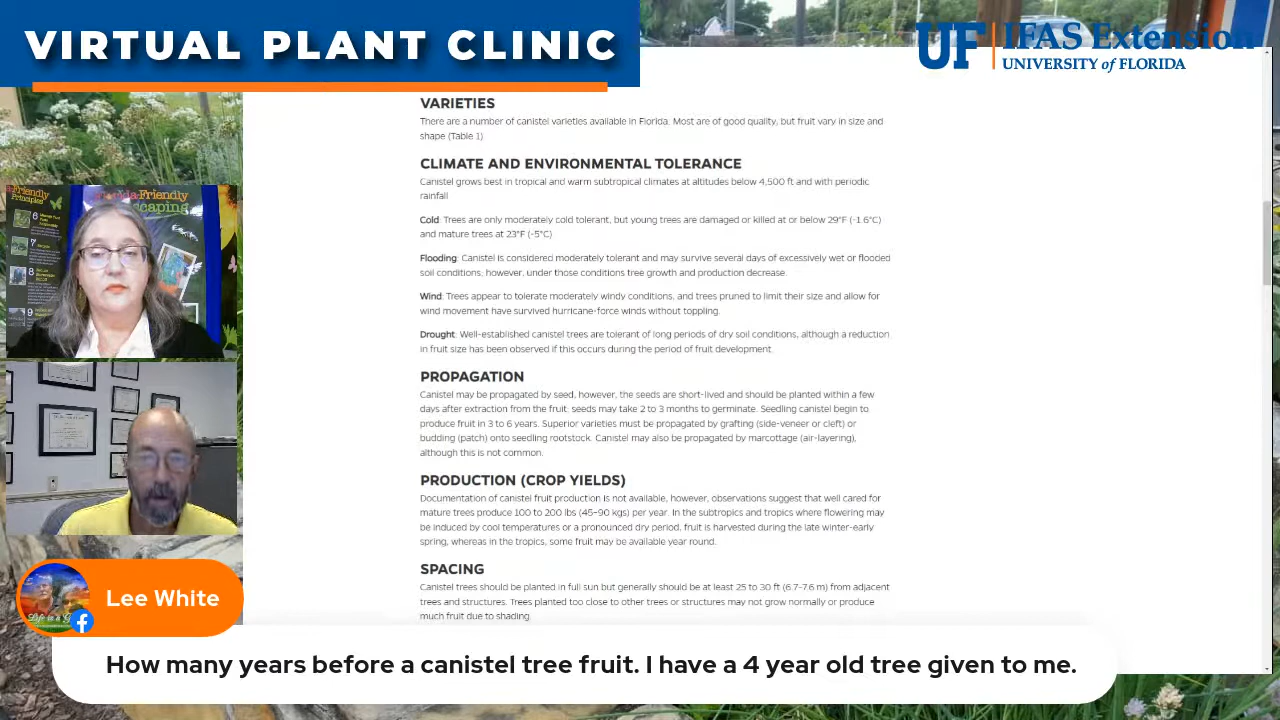 VIRTUAL PLANT CLINIC
UF IFAS Extension
UNIVERSITY of FLORIDA
VARIETIES
There are a number of canistel varieties available in Florida. Most are of good quality, but fruit vary in size and
shape (Table 1)
CLIMATE AND ENVIRONMENTAL TOLERANCE
Canistel grows best in tropical and warm subtropical climates at altitudes below 4,500 ft and with periodic
rainfall
Cold: Trees are only moderately cold tolerant, but young trees are damaged or killed at or below 29°F (-1.6°C)
and mature trees at 23°F (-5°C)
Flooding: Canistel is considered moderately tolerant and may survive several days of excessively wet or flooded
soil conditions; however, under those conditions tree growth and production decrease.
Wind: Trees appear to tolerate moderately windy conditions, and trees pruned to limit their size and allow for
wind movement have survived hurricane-force winds without toppling.
Drought: Well-established canistel trees are tolerant of long periods of dry soil conditions, although a reduction
in fruit size has been observed if this occurs during the period of fruit development.
PROPAGATION
Canistel may be propagated by seed, however, the seeds are short-lived and should be planted within a few
days after extraction from the fruit: seeds may take 2 to 3 months to germinate. Seedling canistel begin to
produce fruit in 3 to 6 years. Superior varieties must be propagated by grafting (side-veneer or cleft) or
budding (patch) onto seedling rootstock. Canistel may also be propagated by marcottage (air-layering),
although this is not common.
PRODUCTION (CROP YIELDS)
Documentation of canistel fruit production is not available, however, observations suggest that well cared for
mature trees produce 100 to 200 lbs (45-90 kgs) per year. In the subtropics and tropics where flowering may
be induced by cool temperatures or a pronounced dry period, fruit is harvested during the late winter-early
spring, whereas in the tropics, some fruit may be available year round.
SPACING
Canistel trees should be planted in full sun but generally should be at least 25 to 30 ft (6.7-7.6 m) from adjacent
trees and structures. Trees planted too close to other trees or structures may not grow normally or produce
much fruit due to shading
-Friendly
Principles
6
7
8
9
Florida-Friendly
Lee White
How many years before a canistel tree fruit. I have a 4 year old tree given to me.